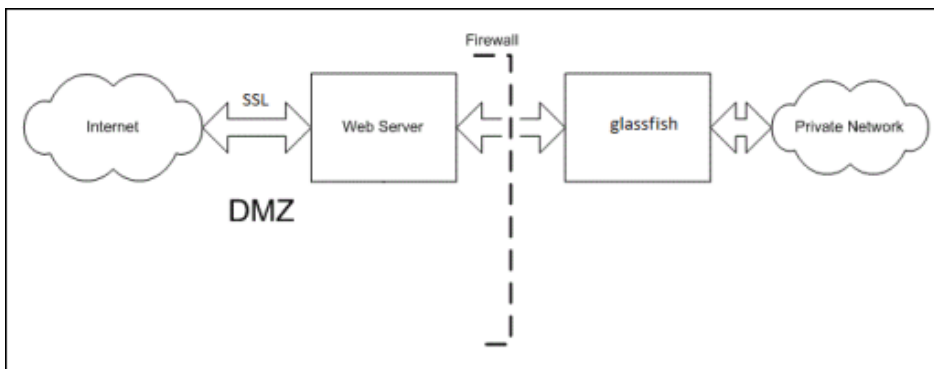 Firewall
Internet
SSL
Web Server
glassfish
Private Network
DMZ